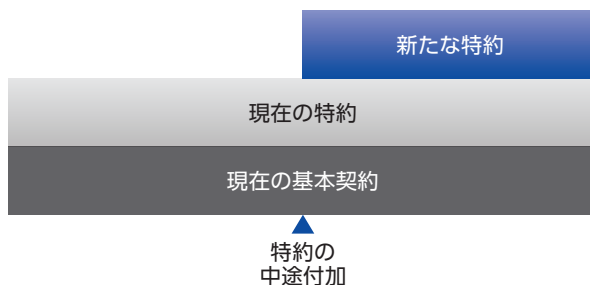 新たな特約
現在の特約
現在の基本契約
特約の
中途付加